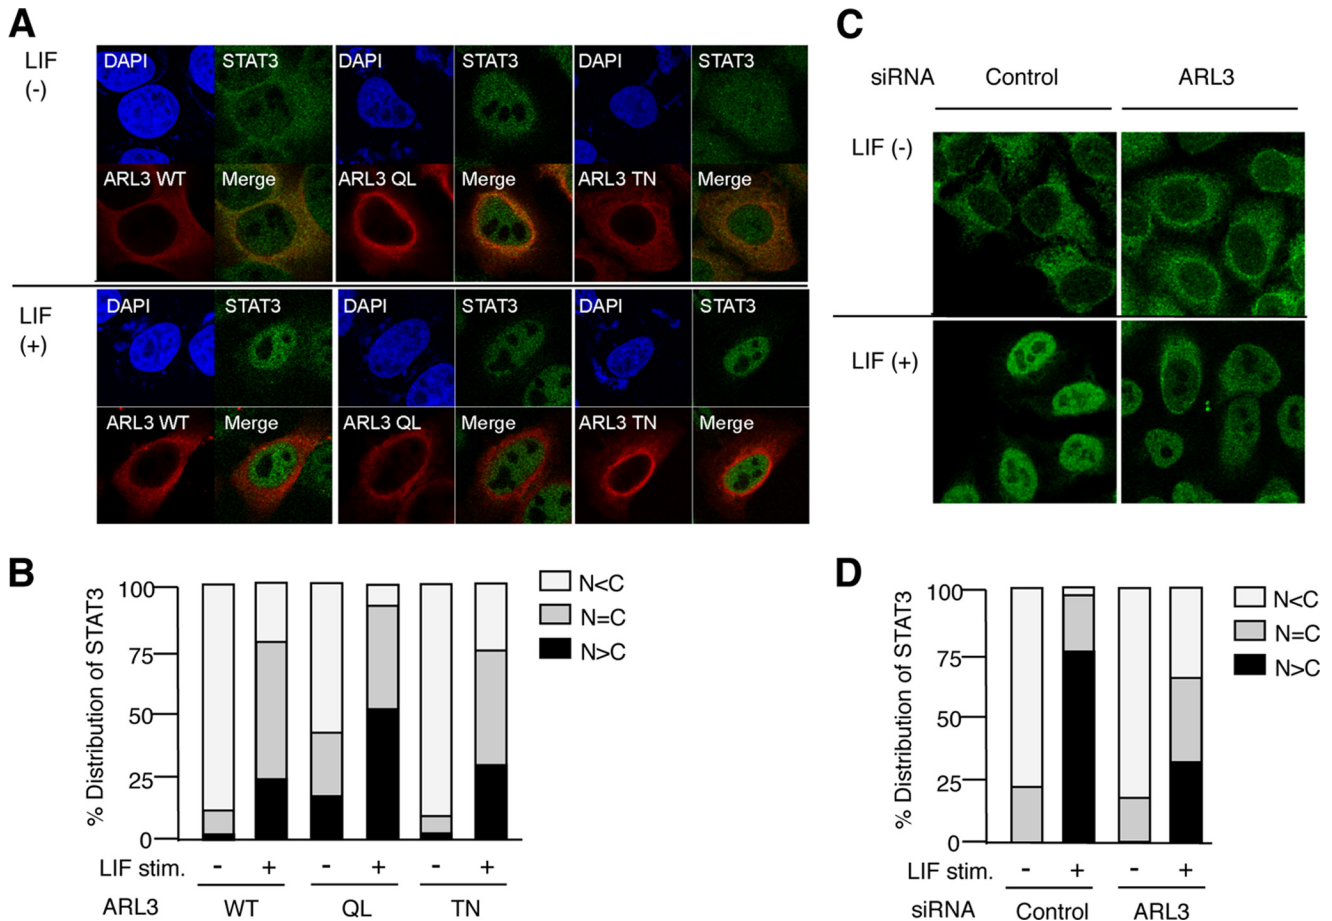 A
LIF
(-)
DAPI STAT3 DAPI STAT3 DAPI STAT3
ARL3 WT Merge ARL3 QL Merge ARL3 TN Merge
LIF
(+)
DAPI STAT3 DAPI STAT3 DAPI STAT3
ARL3 WT Merge ARL3 QL Merge ARL3 TN Merge
B
% Distribution of STAT3
100
75
50
25
0
N<C
N=C
N>C
LIF stim. - + - + - +
ARL3 WT QL TN
C
siRNA Control ARL3
LIF (-)
LIF (+)
D
% Distribution of STAT3
100
75
50
25
0
N<C
N=C
N>C
LIF stim. - + - +
siRNA Control ARL3